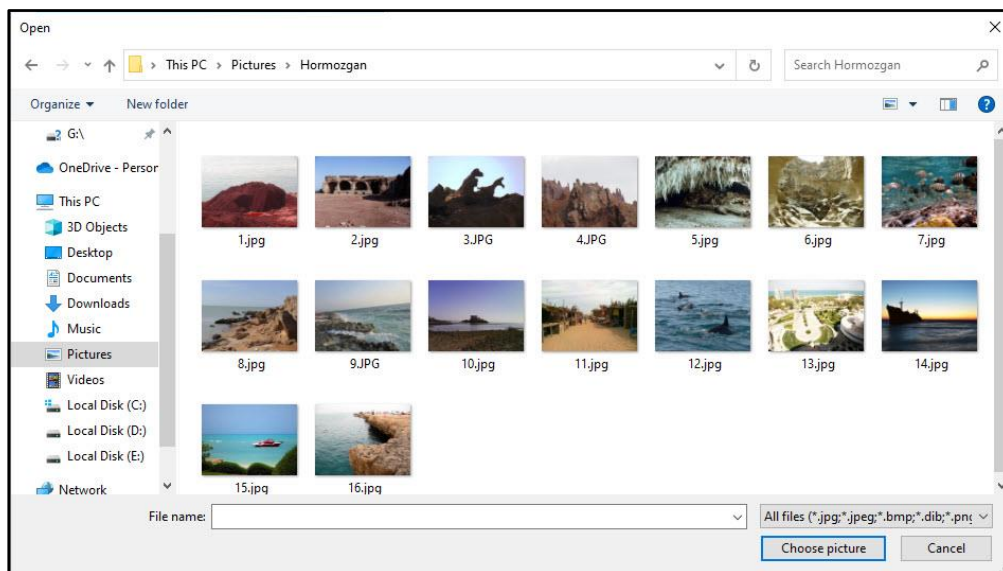 Open
This PC > Pictures > Hormozgan
Search Hormozgan
Organize
New folder
G:\
OneDrive - Person
This PC
3D Objects
Desktop
Documents
Downloads
Music
Pictures
Videos
Local Disk (C:)
Local Disk (D:)
Local Disk (E:)
Network
1.jpg
2.jpg
3.JPG
4.JPG
5.jpg
6.jpg
7.jpg
8.jpg
9.JPG
10.jpg
11.jpg
12.jpg
13.jpg
14.jpg
15.jpg
16.jpg
File name:
All files (*.jpg;*.jpeg;*.bmp;*.dib;*.png
Choose picture
Cancel